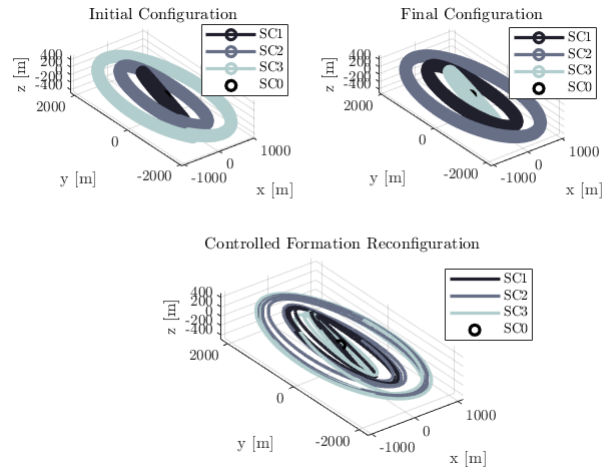 Initial Configuration
SC1
SC2
SC3
SC0
400
200
0
-200
-400
z [m]
2000
0
-2000
y [m]
-1000
0
1000
x [m]
Final Configuration
SC1
SC2
SC3
SC0
400
200
0
-200
-400
z [m]
2000
0
-2000
y [m]
-1000
0
1000
x [m]
Controlled Formation Reconfiguration
SC1
SC2
SC3
SC0
400
200
0
-200
-400
z [m]
2000
0
-2000
y [m]
-1000
0
1000
x [m]